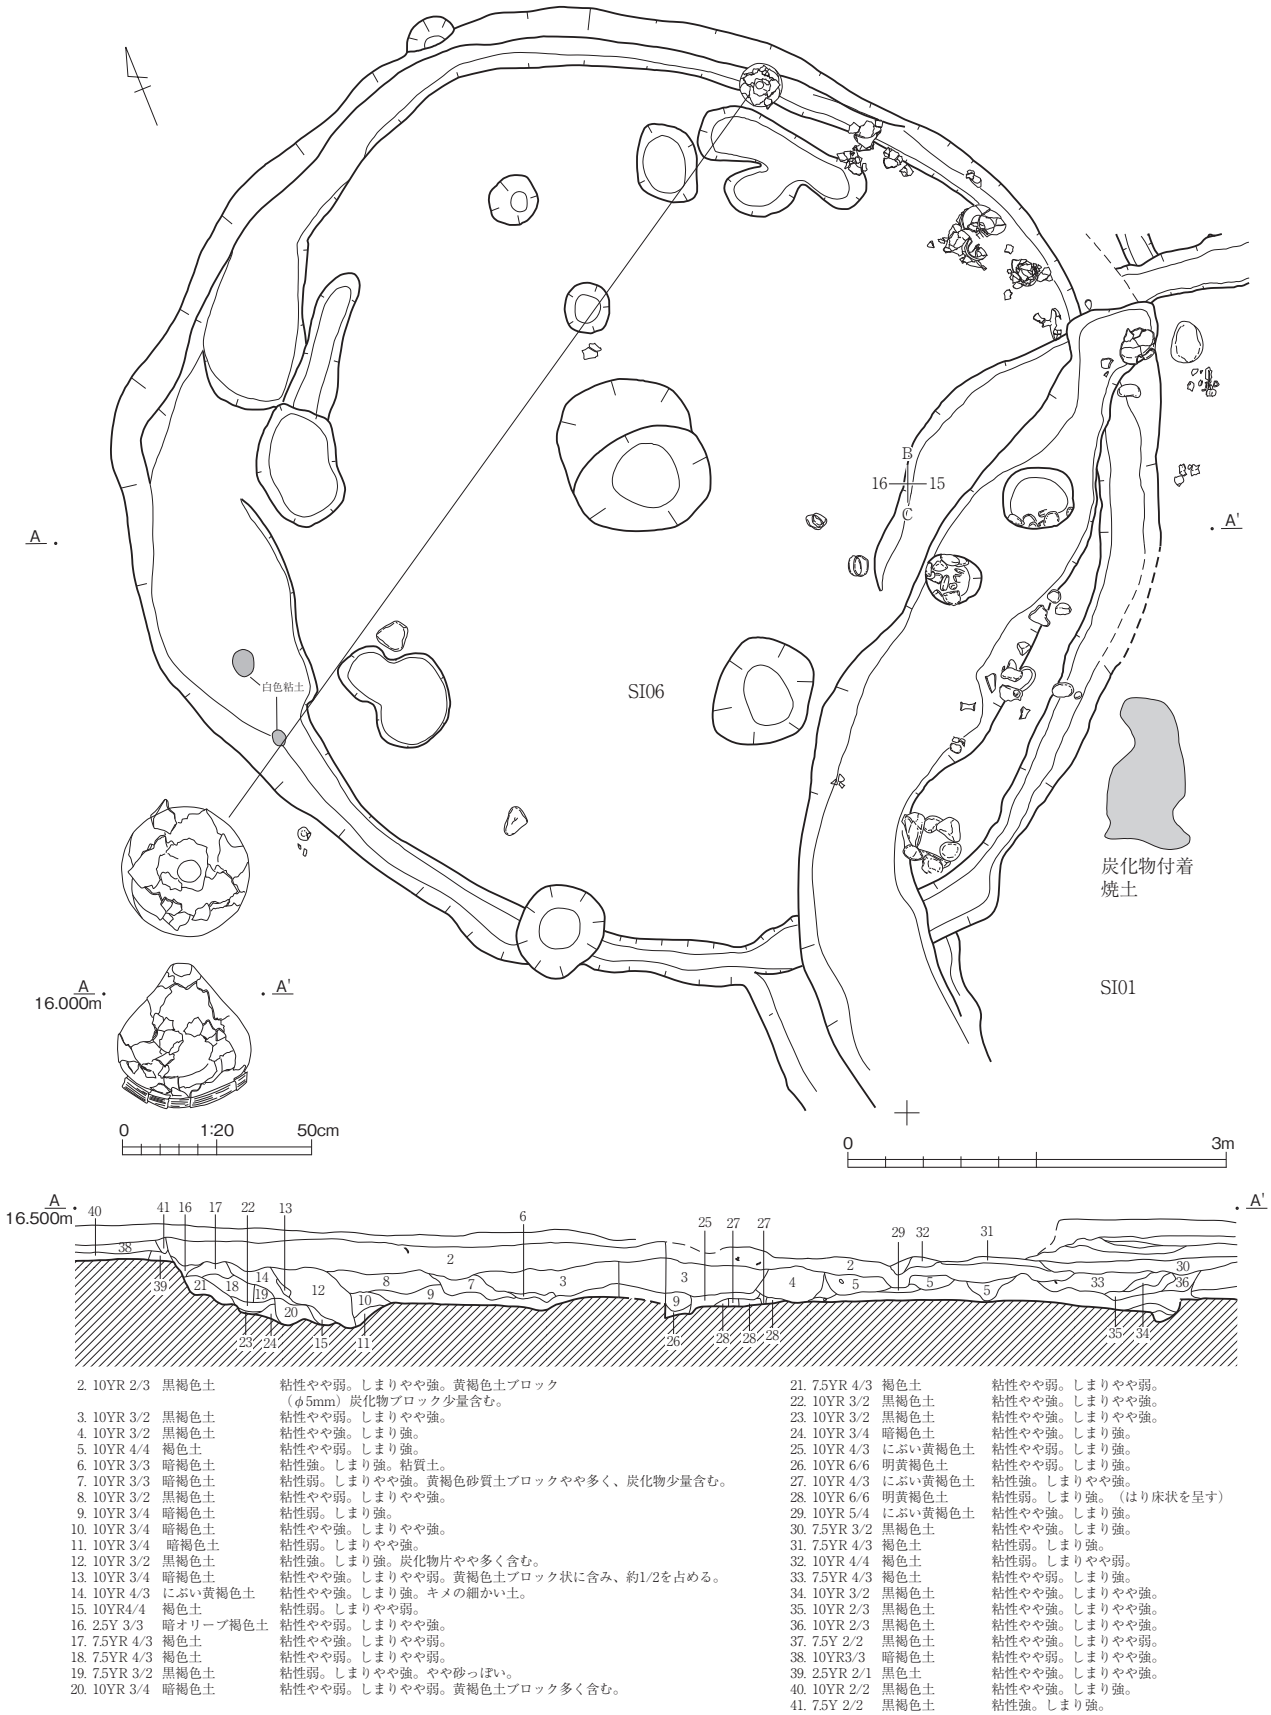 B
16 15
C
A
A'
白色粘土
SI06
炭化物付着
焼土
SI01
A
16.000m
A'
0 1:20 50cm
0 3m
A
16.500m
A'
40 41 16 17 22 13 6 25 27 27 29 32 31
38 39 21 18 14 19 20 12 10 8 9 7 2 3 3 9 4 2 5 5 5 33 30 36
23 24 15 11 26 28 28 28 35 34
2. 10YR 2/3 黒褐色土 粘性やや弱。しまりやや強。黄褐色土ブロック
(φ5mm)炭化物ブロック少量含む。
3. 10YR 3/2 黒褐色土 粘性やや弱。しまりやや強。
4. 10YR 3/2 黒褐色土 粘性やや強。しまり強。
5. 10YR 4/4 褐色土 粘性やや弱。しまり強。
6. 10YR 3/3 暗褐色土 粘性強。しまり強。粘質土。
7. 10YR 3/3 暗褐色土 粘性弱。しまりやや強。黄褐色砂質土ブロックやや多く、炭化物少量含む。
8. 10YR 3/2 黒褐色土 粘性やや弱。しまりやや強。
9. 10YR 3/4 暗褐色土 粘性弱。しまり強。
10. 10YR 3/4 暗褐色土 粘性やや強。しまりやや強。
11. 10YR 3/4 暗褐色土 粘性弱。しまりやや強。
12. 10YR 3/2 黒褐色土 粘性強。しまり強。炭化物片やや多く含む。
13. 10YR 3/4 暗褐色土 粘性やや強。しまりやや弱。黄褐色土ブロック状に含み、約1/2を占める。
14. 10YR 4/3 にぶい黄褐色土 粘性やや強。しまり強。キメの細かい土。
15. 10YR4/4 褐色土 粘性弱。しまりやや弱。
16. 2.5Y 3/3 暗オリーブ褐色土 粘性やや弱。しまりやや強。
17. 7.5YR 4/3 褐色土 粘性やや強。しまりやや弱。
18. 7.5YR 4/3 褐色土 粘性やや弱。しまりやや弱。
19. 7.5YR 3/2 黒褐色土 粘性弱。しまりやや強。やや砂っぽい。
20. 10YR 3/4 暗褐色土 粘性やや弱。しまりやや弱。黄褐色土ブロック多く含む。
21. 7.5YR 4/3 褐色土 粘性やや弱。しまりやや弱。
22. 10YR 3/2 黒褐色土 粘性やや強。しまりやや強。
23. 10YR 3/2 黒褐色土 粘性やや強。しまりやや強。
24. 10YR 3/4 暗褐色土 粘性やや強。しまり強。
25. 10YR 4/3 にぶい黄褐色土 粘性やや弱。しまり強。
26. 10YR 6/6 明黄褐色土 粘性やや弱。しまり強。
27. 10YR 4/3 にぶい黄褐色土 粘性強。しまりやや強。
28. 10YR 6/6 明黄褐色土 粘性弱。しまり強。(はり床状を呈す)
29. 10YR 5/4 にぶい黄褐色土 粘性やや強。しまり強。
30. 7.5YR 3/2 黒褐色土 粘性やや強。しまり強。
31. 7.5YR 4/3 褐色土 粘性弱。しまり強。
32. 10YR 4/4 褐色土 粘性弱。しまりやや弱。
33. 7.5YR 4/3 褐色土 粘性やや弱。しまり強。
34. 10YR 3/2 黒褐色土 粘性やや強。しまりやや強。
35. 10YR 2/3 黒褐色土 粘性やや強。しまりやや強。
36. 10YR 2/3 黒褐色土 粘性やや強。しまりやや強。
37. 7.5Y 2/2 黒褐色土 粘性やや強。しまりやや弱。
38. 10YR3/3 暗褐色土 粘性やや弱。しまり強。
39. 2.5YR 2/1 黒色土 粘性やや強。しまりやや強。
40. 10YR 2/2 黒褐色土 粘性やや強。しまり強。
41. 7.5Y 2/2 黒褐色土 粘性強。しまり強。